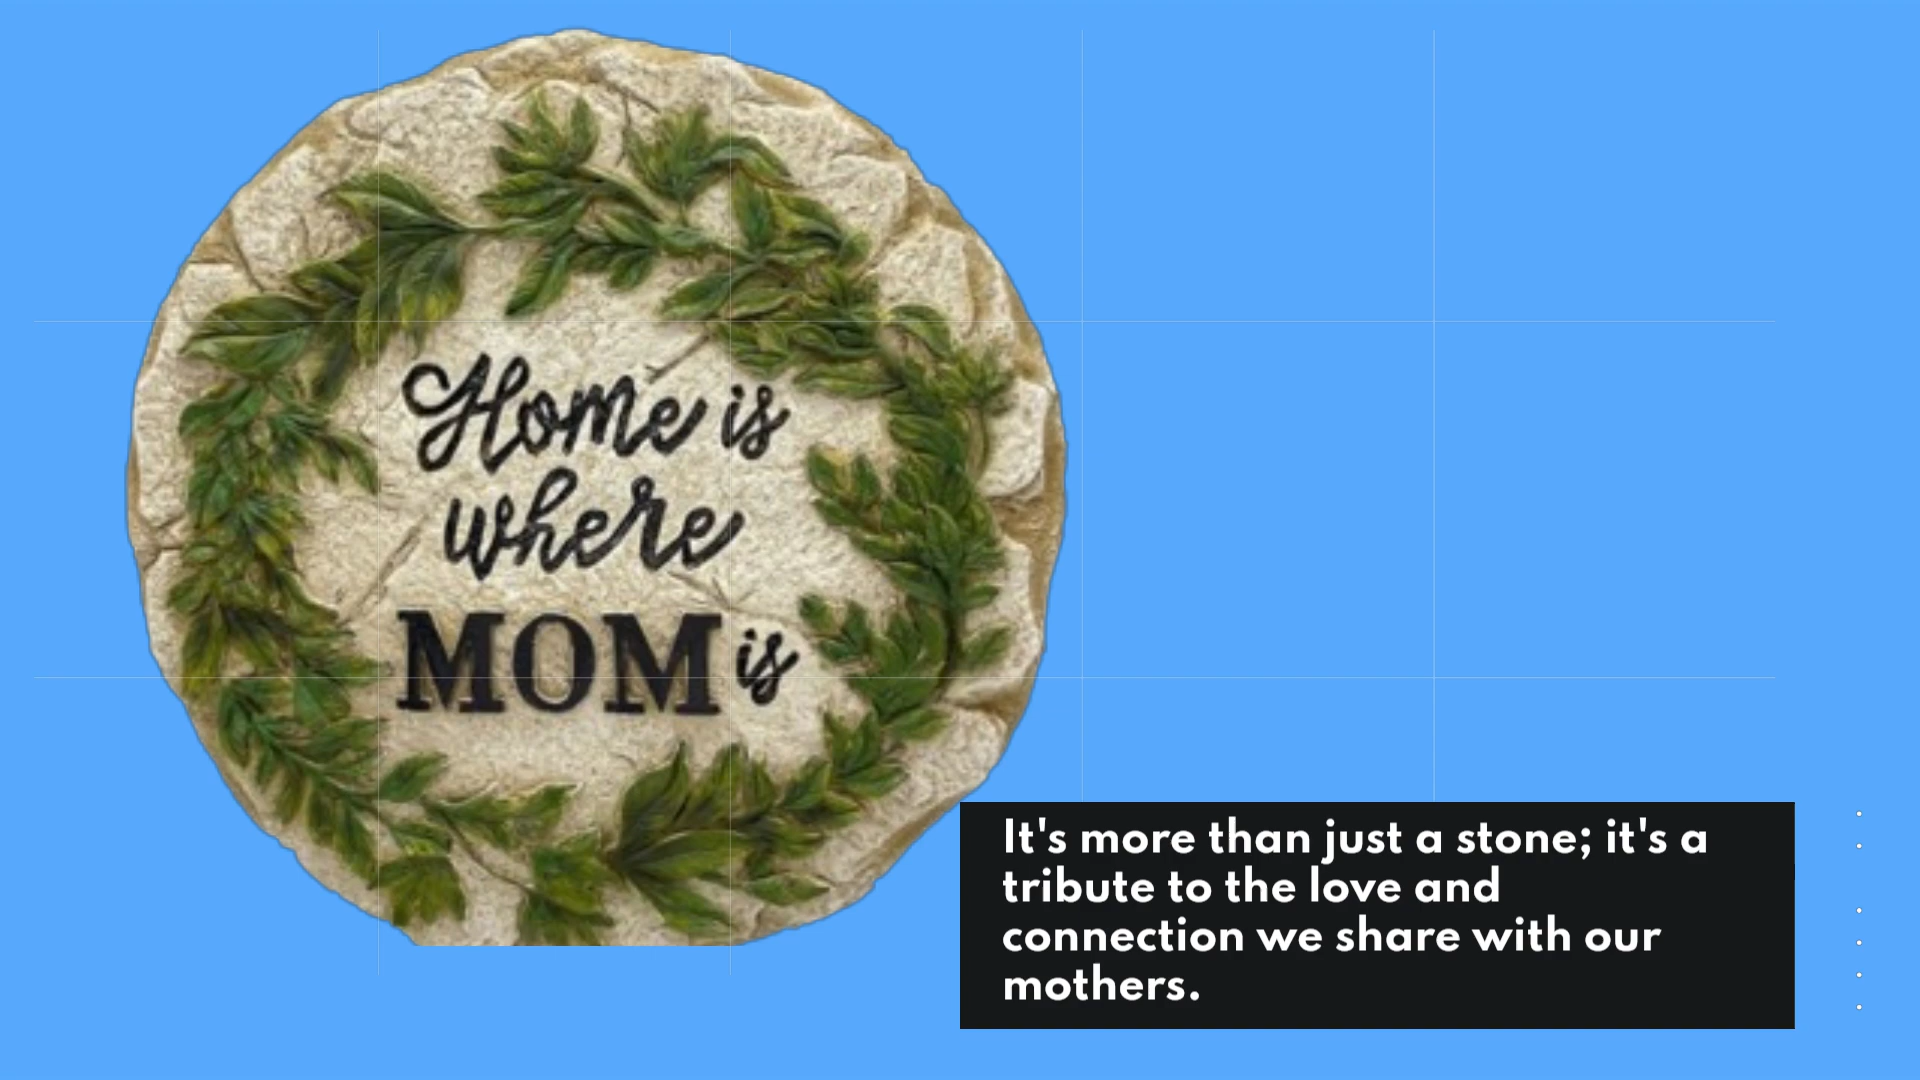 Home is
where
MOM is
It's more than just a stone; it's a
tribute to the love and
connection we share with our
mothers.